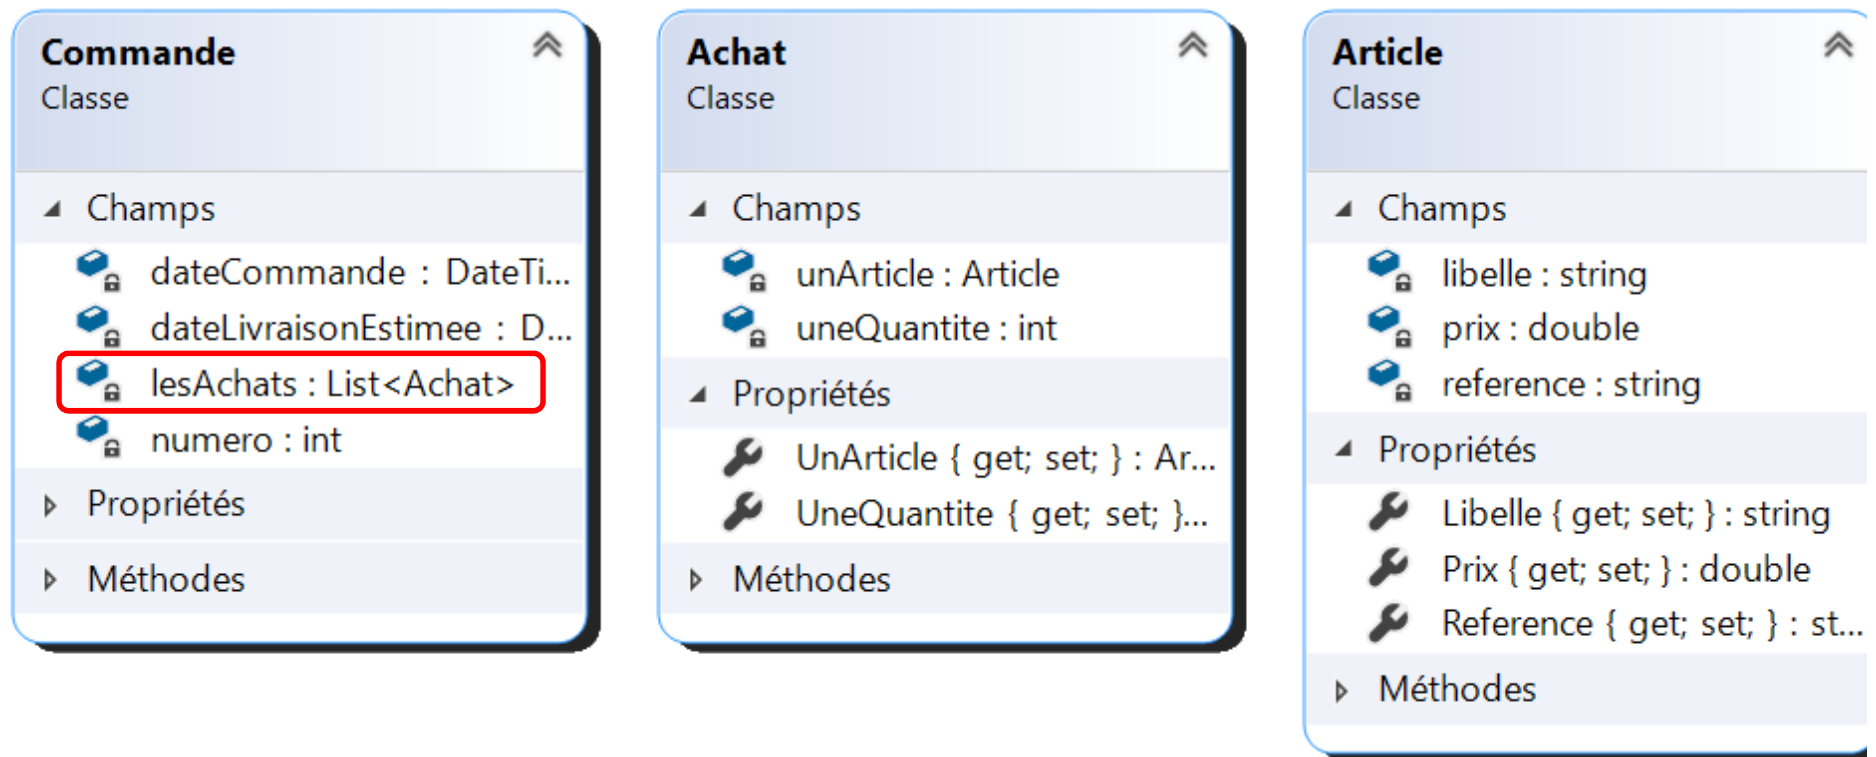 Commande
Classe
Champs
dateCommande : DateTi...
dateLivraisonEstimee : D...
lesAchats : List<Achat>
numero : int
Propriétés
Méthodes
Achat
Classe
Champs
unArticle : Article
uneQuantite : int
Propriétés
UnArticle { get; set; } : Ar...
UneQuantite { get; set; }...
Méthodes
Article
Classe
Champs
libelle : string
prix : double
reference : string
Propriétés
Libelle { get; set; } : string
Prix { get; set; } : double
Reference { get; set; } : st...
Méthodes